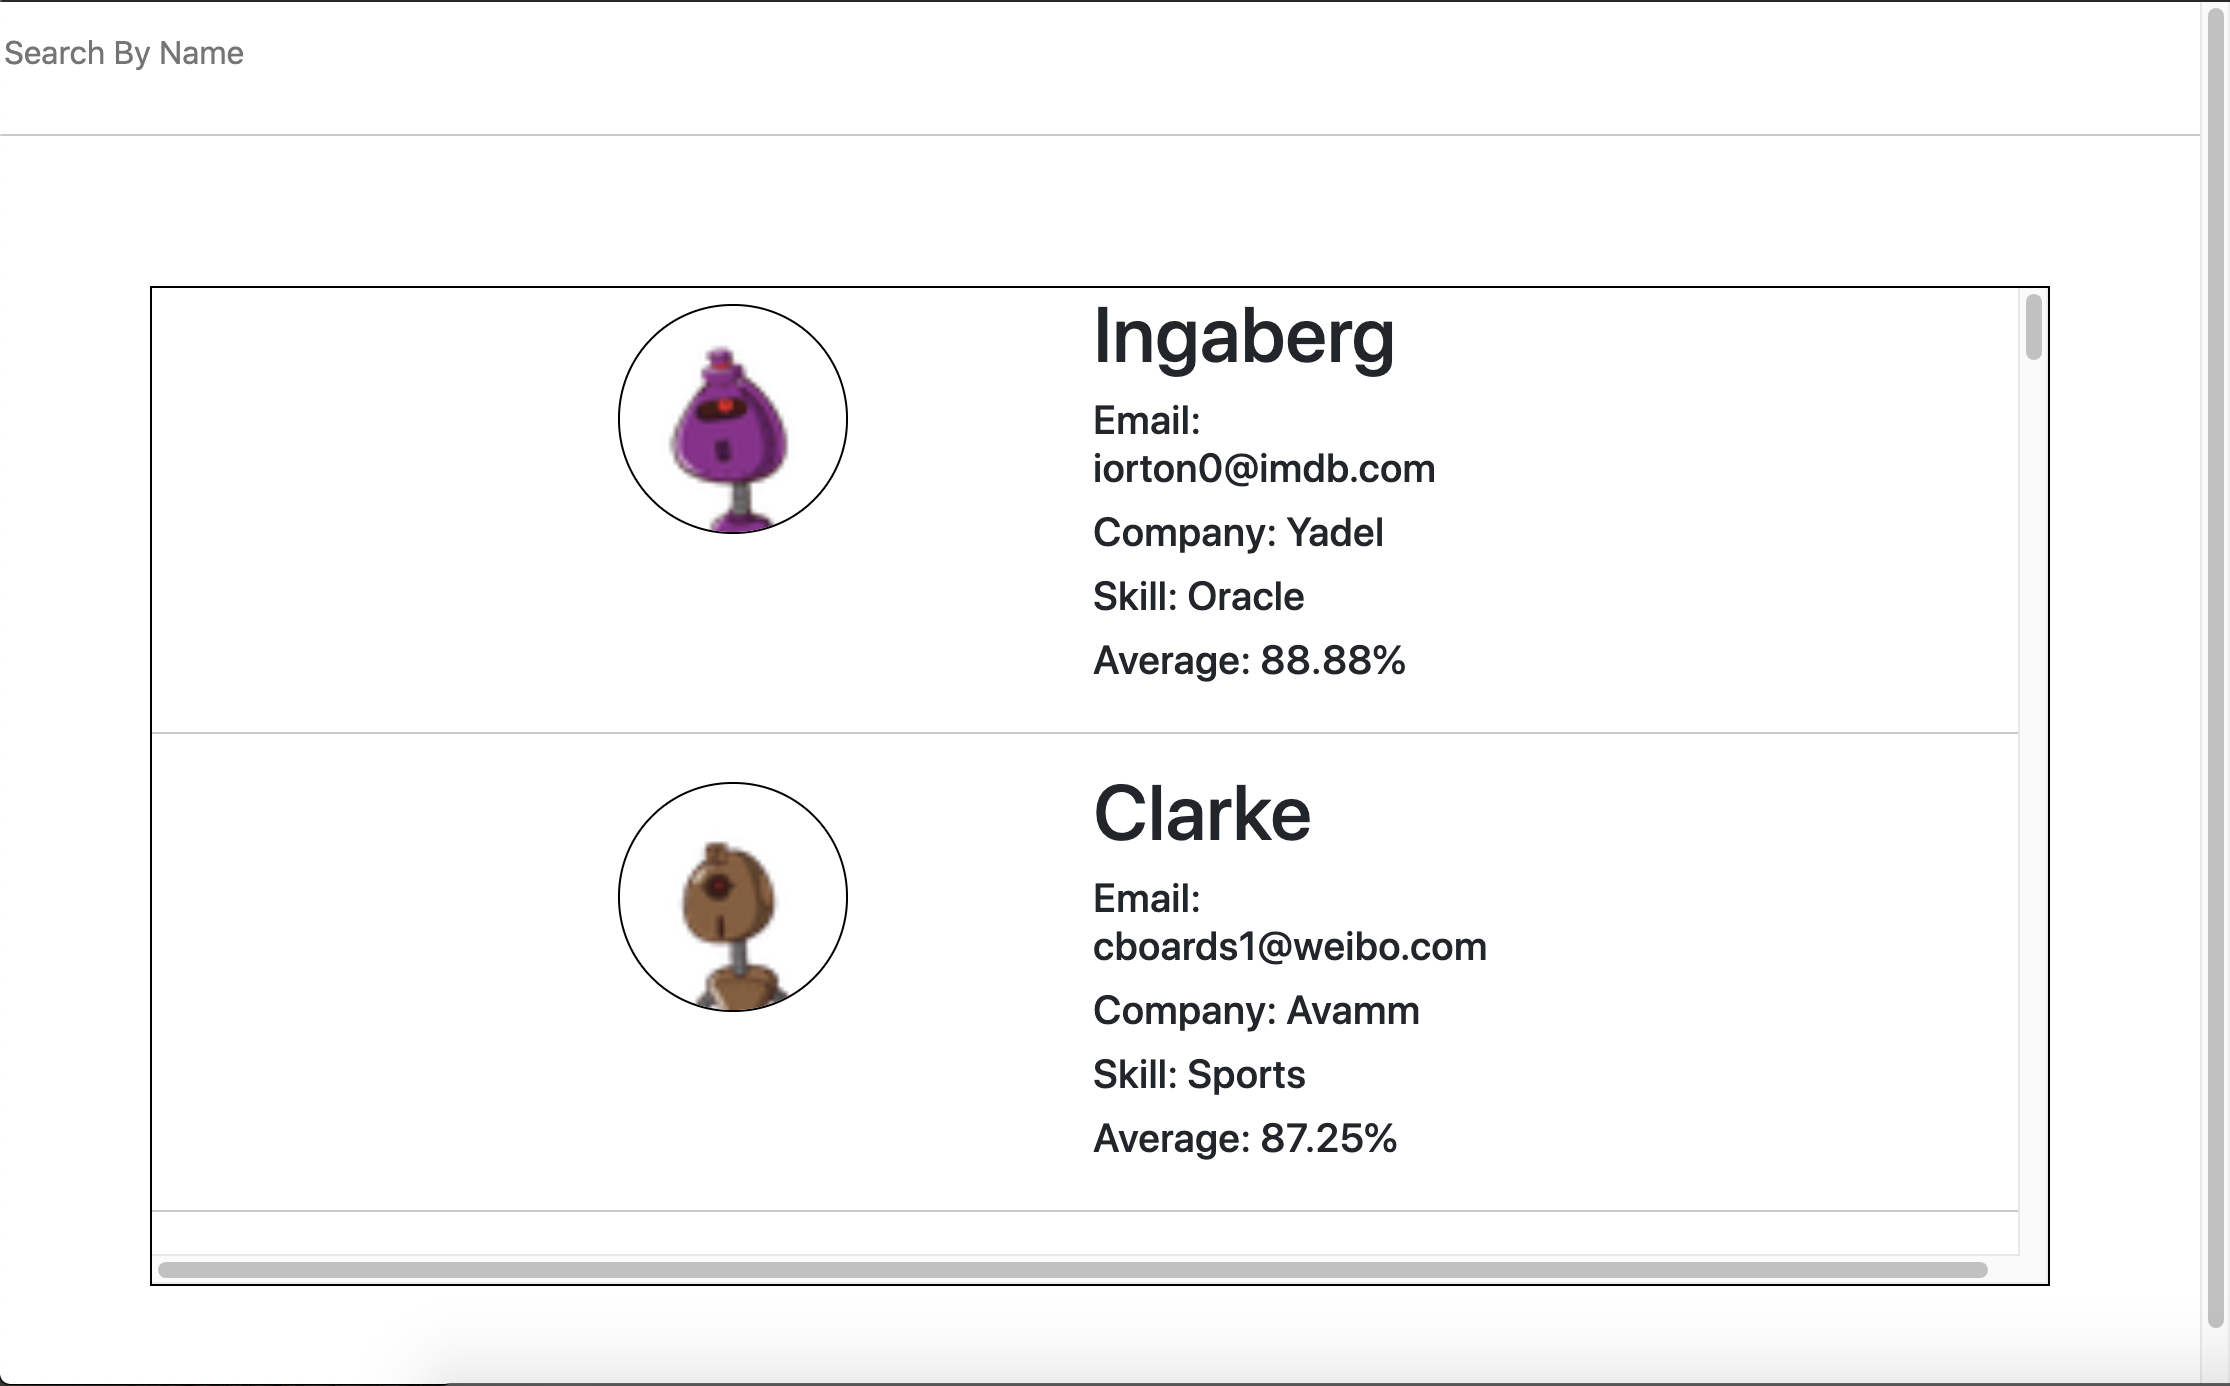 Search By Name
Ingaberg
Email:
iorton0@imdb.com
Company: Yadel
Skill: Oracle
Average: 88.88%
Clarke
Email:
cboards1@weibo.com
Company: Avamm
Skill: Sports
Average: 87.25%